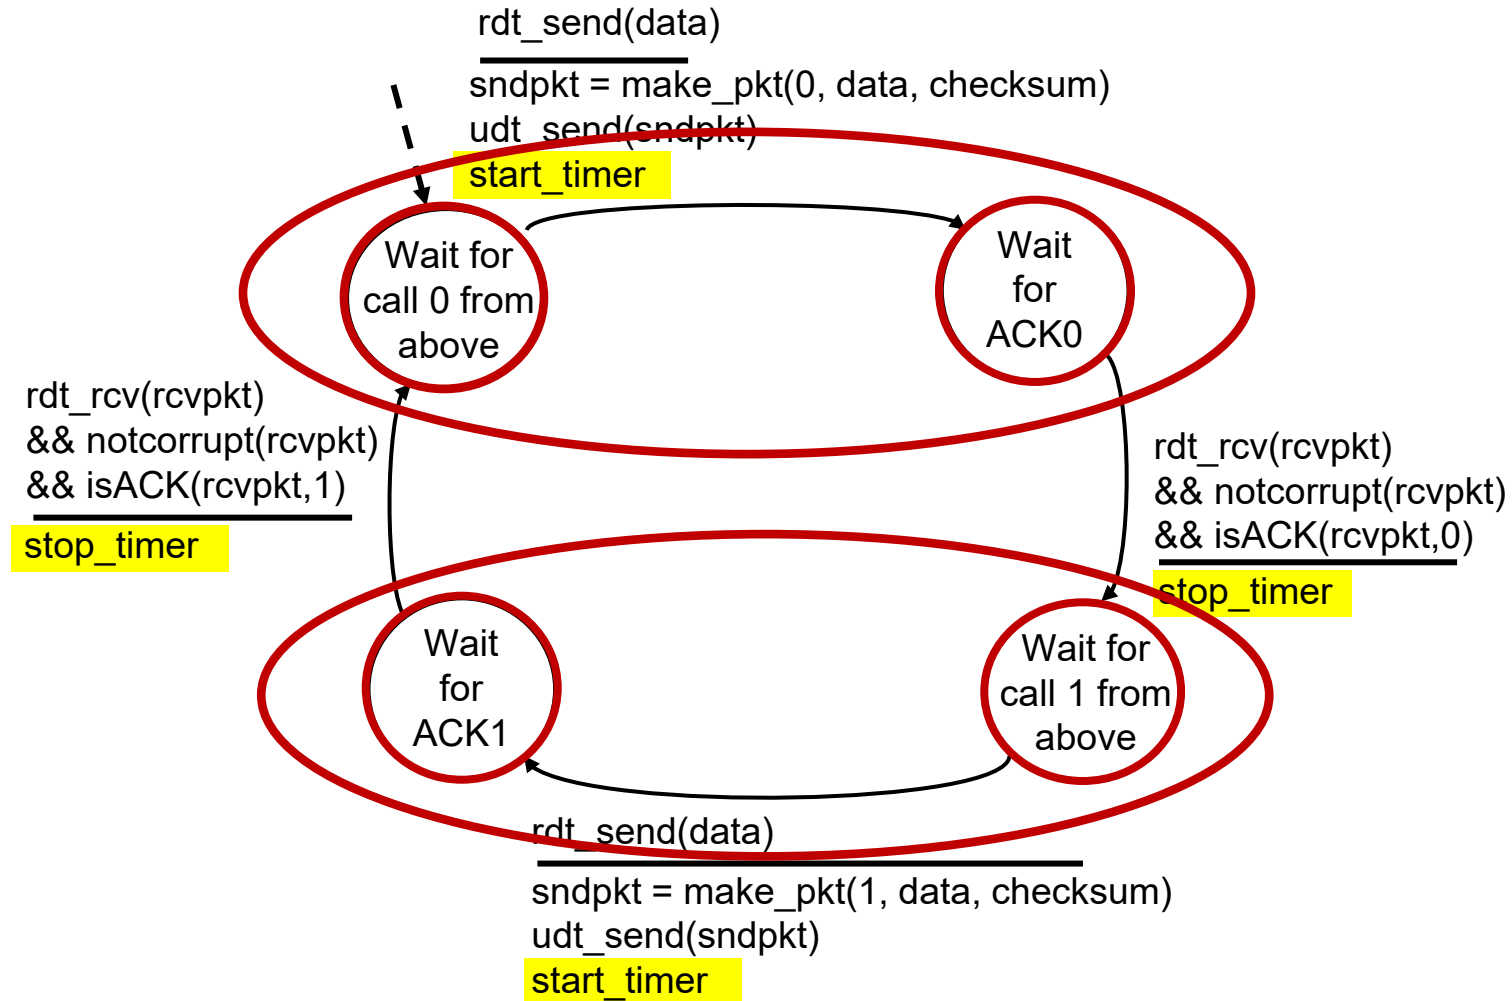 rdt_send(data)
sndpkt = make_pkt(0, data, checksum)
udt_send(sndpkt)
start_timer
Wait for
call 0 from
above
Wait
for
ACK0
rdt_rcv(rcvpkt)
&& notcorrupt(rcvpkt)
&& isACK(rcvpkt,1)
stop_timer
rdt_rcv(rcvpkt)
&& notcorrupt(rcvpkt)
&& isACK(rcvpkt,0)
stop_timer
Wait
for
ACK1
Wait for
call 1 from
above
rdt_send(data)
sndpkt = make_pkt(1, data, checksum)
udt_send(sndpkt)
start_timer